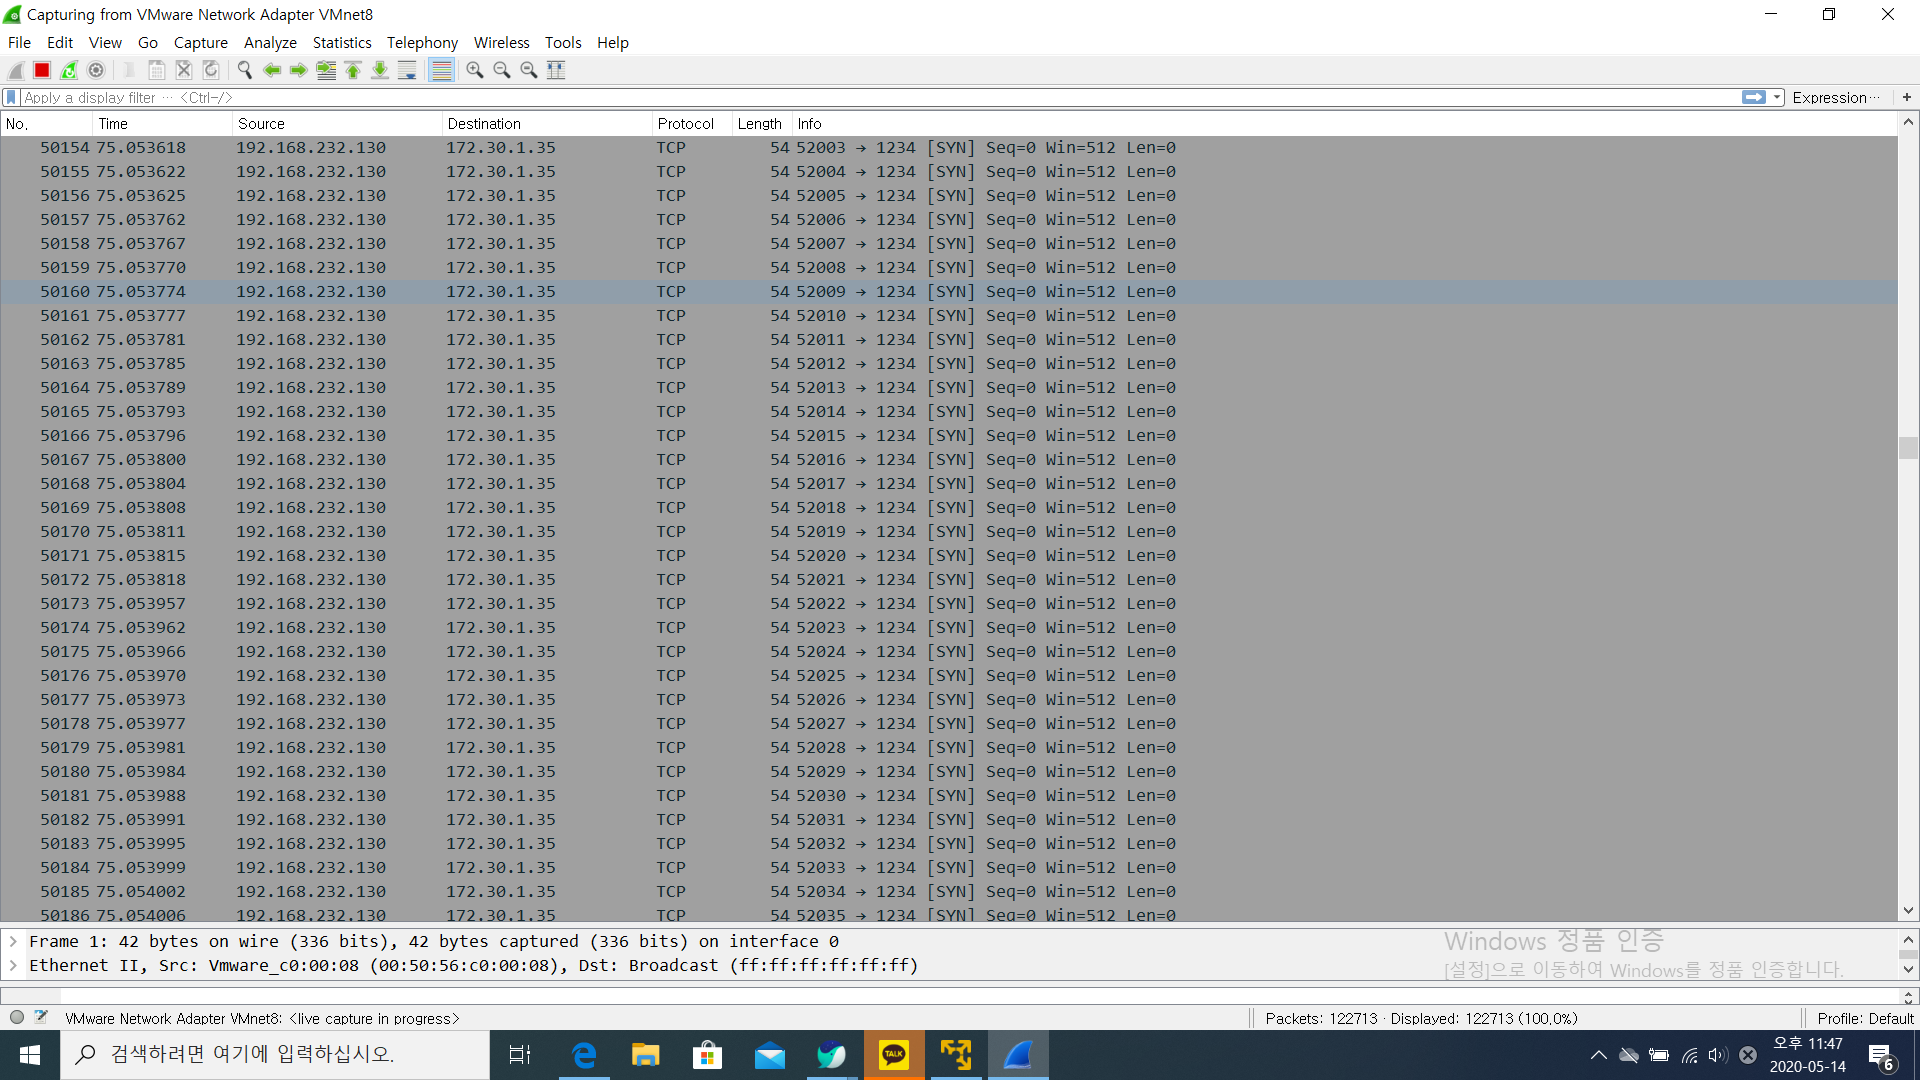 Capturing from VMware Network Adapter VMnet8
File Edit View Go Capture Analyze Statistics Telephony Wireless Tools Help
Apply a display filter ... <Ctrl-/>
Expression...
+
No. Time Source Destination Protocol Length Info
50154 75.053618 192.168.232.130 172.30.1.35 TCP 54 52003 → 1234 [SYN] Seq=0 Win=512 Len=0
50155 75.053622 192.168.232.130 172.30.1.35 TCP 54 52004 → 1234 [SYN] Seq=0 Win=512 Len=0
50156 75.053625 192.168.232.130 172.30.1.35 TCP 54 52005 → 1234 [SYN] Seq=0 Win=512 Len=0
50157 75.053762 192.168.232.130 172.30.1.35 TCP 54 52006 → 1234 [SYN] Seq=0 Win=512 Len=0
50158 75.053767 192.168.232.130 172.30.1.35 TCP 54 52007 → 1234 [SYN] Seq=0 Win=512 Len=0
50159 75.053770 192.168.232.130 172.30.1.35 TCP 54 52008 → 1234 [SYN] Seq=0 Win=512 Len=0
50160 75.053774 192.168.232.130 172.30.1.35 TCP 54 52009 → 1234 [SYN] Seq=0 Win=512 Len=0
50161 75.053777 192.168.232.130 172.30.1.35 TCP 54 52010 → 1234 [SYN] Seq=0 Win=512 Len=0
50162 75.053781 192.168.232.130 172.30.1.35 TCP 54 52011 → 1234 [SYN] Seq=0 Win=512 Len=0
50163 75.053785 192.168.232.130 172.30.1.35 TCP 54 52012 → 1234 [SYN] Seq=0 Win=512 Len=0
50164 75.053789 192.168.232.130 172.30.1.35 TCP 54 52013 → 1234 [SYN] Seq=0 Win=512 Len=0
50165 75.053793 192.168.232.130 172.30.1.35 TCP 54 52014 → 1234 [SYN] Seq=0 Win=512 Len=0
50166 75.053796 192.168.232.130 172.30.1.35 TCP 54 52015 → 1234 [SYN] Seq=0 Win=512 Len=0
50167 75.053800 192.168.232.130 172.30.1.35 TCP 54 52016 → 1234 [SYN] Seq=0 Win=512 Len=0
50168 75.053804 192.168.232.130 172.30.1.35 TCP 54 52017 → 1234 [SYN] Seq=0 Win=512 Len=0
50169 75.053808 192.168.232.130 172.30.1.35 TCP 54 52018 → 1234 [SYN] Seq=0 Win=512 Len=0
50170 75.053811 192.168.232.130 172.30.1.35 TCP 54 52019 → 1234 [SYN] Seq=0 Win=512 Len=0
50171 75.053815 192.168.232.130 172.30.1.35 TCP 54 52020 → 1234 [SYN] Seq=0 Win=512 Len=0
50172 75.053818 192.168.232.130 172.30.1.35 TCP 54 52021 → 1234 [SYN] Seq=0 Win=512 Len=0
50173 75.053957 192.168.232.130 172.30.1.35 TCP 54 52022 → 1234 [SYN] Seq=0 Win=512 Len=0
50174 75.053962 192.168.232.130 172.30.1.35 TCP 54 52023 → 1234 [SYN] Seq=0 Win=512 Len=0
50175 75.053966 192.168.232.130 172.30.1.35 TCP 54 52024 → 1234 [SYN] Seq=0 Win=512 Len=0
50176 75.053970 192.168.232.130 172.30.1.35 TCP 54 52025 → 1234 [SYN] Seq=0 Win=512 Len=0
50177 75.053973 192.168.232.130 172.30.1.35 TCP 54 52026 → 1234 [SYN] Seq=0 Win=512 Len=0
50178 75.053977 192.168.232.130 172.30.1.35 TCP 54 52027 → 1234 [SYN] Seq=0 Win=512 Len=0
50179 75.053981 192.168.232.130 172.30.1.35 TCP 54 52028 → 1234 [SYN] Seq=0 Win=512 Len=0
50180 75.053984 192.168.232.130 172.30.1.35 TCP 54 52029 → 1234 [SYN] Seq=0 Win=512 Len=0
50181 75.053988 192.168.232.130 172.30.1.35 TCP 54 52030 → 1234 [SYN] Seq=0 Win=512 Len=0
50182 75.053991 192.168.232.130 172.30.1.35 TCP 54 52031 → 1234 [SYN] Seq=0 Win=512 Len=0
50183 75.053995 192.168.232.130 172.30.1.35 TCP 54 52032 → 1234 [SYN] Seq=0 Win=512 Len=0
50184 75.053999 192.168.232.130 172.30.1.35 TCP 54 52033 → 1234 [SYN] Seq=0 Win=512 Len=0
50185 75.054002 192.168.232.130 172.30.1.35 TCP 54 52034 → 1234 [SYN] Seq=0 Win=512 Len=0
50186 75.054006 192.168.232.130 172.30.1.35 TCP 54 52035 → 1234 [SYN] Seq=0 Win=512 Len=0
Frame 1: 42 bytes on wire (336 bits), 42 bytes captured (336 bits) on interface 0
Ethernet II, Src: Vmware_c0:00:08 (00:50:56:c0:00:08), Dst: Broadcast (ff:ff:ff:ff:ff:ff)
Windows 정품 인증
[설정]으로 이동하여 Windows를 정품 인증합니다.
VMware Network Adapter VMnet8: <live capture in progress>
Packets: 122713 · Displayed: 122713 (100.0%)
Profile: Default
검색하려면 여기에 입력하십시오.
TALK
오후 11:47
2020-05-14
6